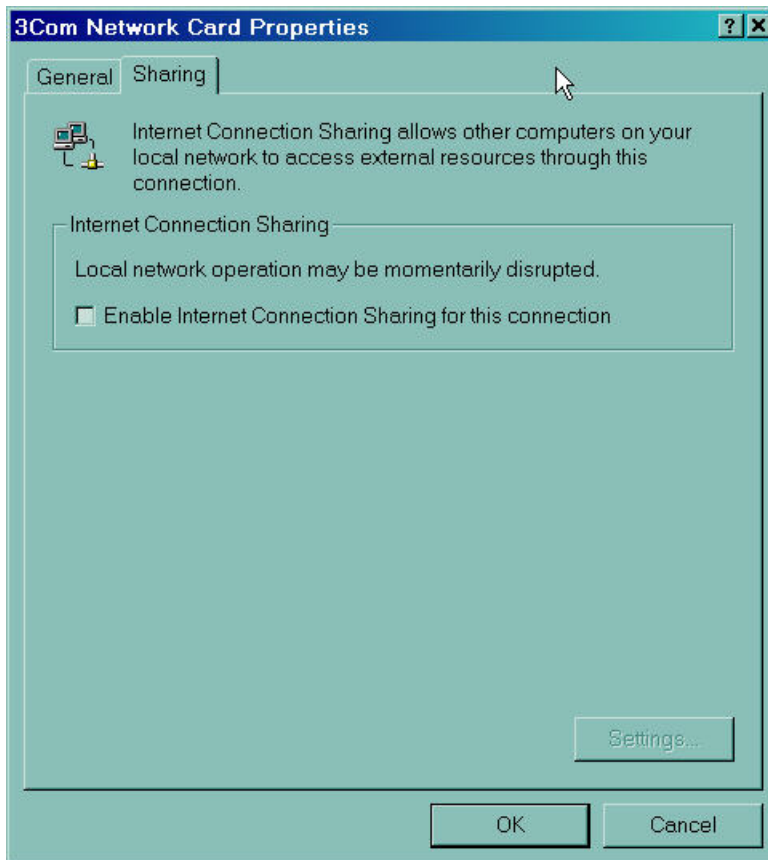 3Com Network Card Properties
General
Sharing
Internet Connection Sharing allows other computers on your
local network to access external resources through this
connection.
Internet Connection Sharing
Local network operation may be momentarily disrupted.
Enable Internet Connection Sharing for this connection
Settings...
OK
Cancel